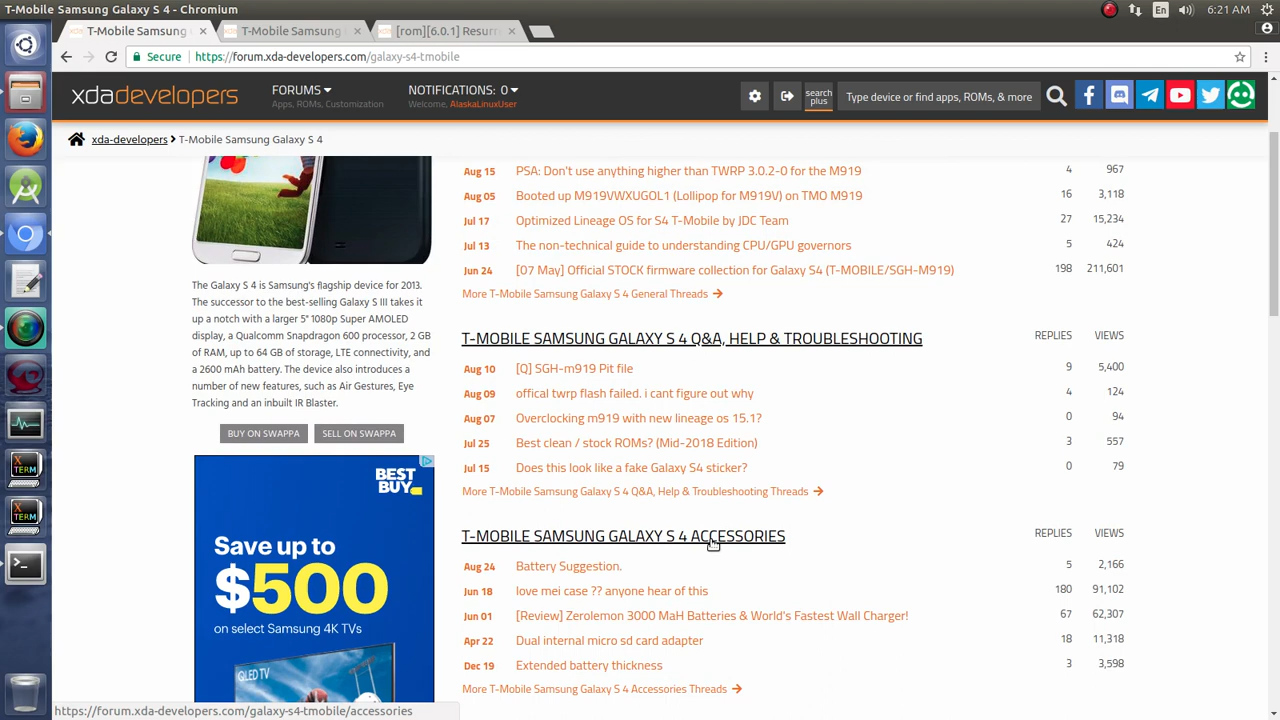 T-Mobile Samsung Galaxy S 4 - Chromium
En
6:21 AM
T-Mobile Samsung
T-Mobile Samsung
[rom][6.0.1] Resurr
Secure
https://forum.xda-developers.com/galaxy-s4-tmobile
xdadevelopers
FORUMS
Apps, ROMs, Customization
NOTIFICATIONS: 0
Welcome, AlaskaLinuxUser
search
plus
Type device or find apps, ROMs, & more
xda-developers > T-Mobile Samsung Galaxy S 4
Aug 15 PSA: Don't use anything higher than TWRP 3.0.2-0 for the M919 4 967
Aug 05 Booted up M919VWXUGOL1 (Lollipop for M919V) on TMO M919 16 3,118
Jul 17 Optimized Lineage OS for S4 T-Mobile by JDC Team 27 15,234
Jul 13 The non-technical guide to understanding CPU/GPU governors 5 424
Jun 24 [07 May] Official STOCK firmware collection for Galaxy S4 (T-MOBILE/SGH-M919) 198 211,601
More T-Mobile Samsung Galaxy S 4 General Threads
The Galaxy S 4 is Samsung's flagship device for 2013.
The successor to the best-selling Galaxy S III takes it
up a notch with a larger 5" 1080p Super AMOLED
display, a Qualcomm Snapdragon 600 processor, 2 GB
of RAM, up to 64 GB of storage, LTE connectivity, and
a 2600 mAh battery. The device also introduces a
number of new features, such as Air Gestures, Eye
Tracking and an inbuilt IR Blaster.
BUY ON SWAPPA
SELL ON SWAPPA
T-MOBILE SAMSUNG GALAXY S 4 Q&A, HELP & TROUBLESHOOTING REPLIES VIEWS
Aug 10 [Q] SGH-m919 Pit file 9 5,400
Aug 09 offical twrp flash failed. i cant figure out why 4 124
Aug 07 Overclocking m919 with new lineage os 15.1? 0 94
Jul 25 Best clean / stock ROMs? (Mid-2018 Edition) 3 557
Jul 15 Does this look like a fake Galaxy S4 sticker? 0 79
More T-Mobile Samsung Galaxy S 4 Q&A, Help & Troubleshooting Threads
BEST
BUY
Save up to
$500
on select Samsung 4K TVs
QLED TV
T-MOBILE SAMSUNG GALAXY S 4 ACCESSORIES REPLIES VIEWS
Aug 24 Battery Suggestion. 5 2,166
Jun 18 love mei case ?? anyone hear of this 180 91,102
Jun 01 [Review] Zerolemon 3000 MaH Batteries & World's Fastest Wall Charger! 67 62,307
Apr 22 Dual internal micro sd card adapter 18 11,318
Dec 19 Extended battery thickness 3 3,598
More T-Mobile Samsung Galaxy S 4 Accessories Threads
https://forum.xda-developers.com/galaxy-s4-tmobile/accessories
X
TERM
X
TERM